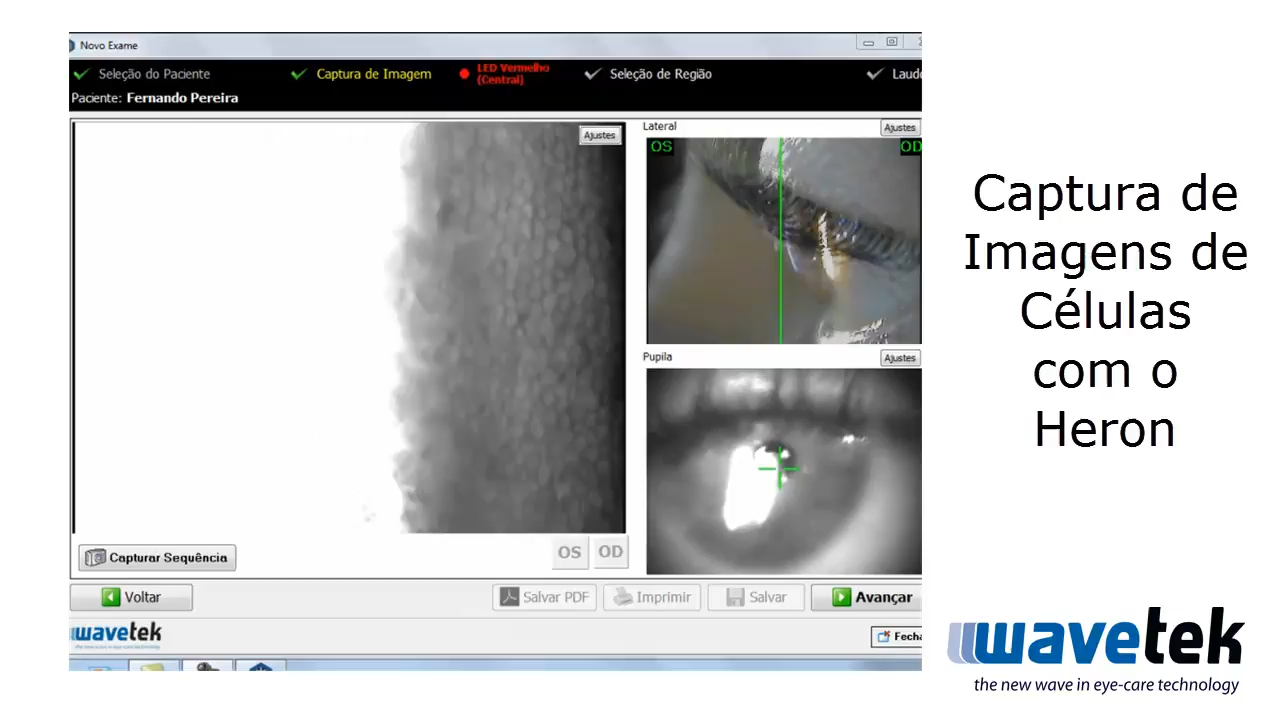 Novo Exame
Seleção do Paciente
Captura de Imagem
LED Vermelho
(Central)
Seleção de Região
Paciente: Fernando Pereira
Ajustes
Lateral
Ajustes
OS
OD
Pupila
Ajustes
Capturar Sequência
OS
OD
Voltar
Salvar PDF
Imprimir
Salvar
Avançar
wavetek
Captura de
Imagens de
Células
com o
Heron
wavetek
the new wave in eye-care technology